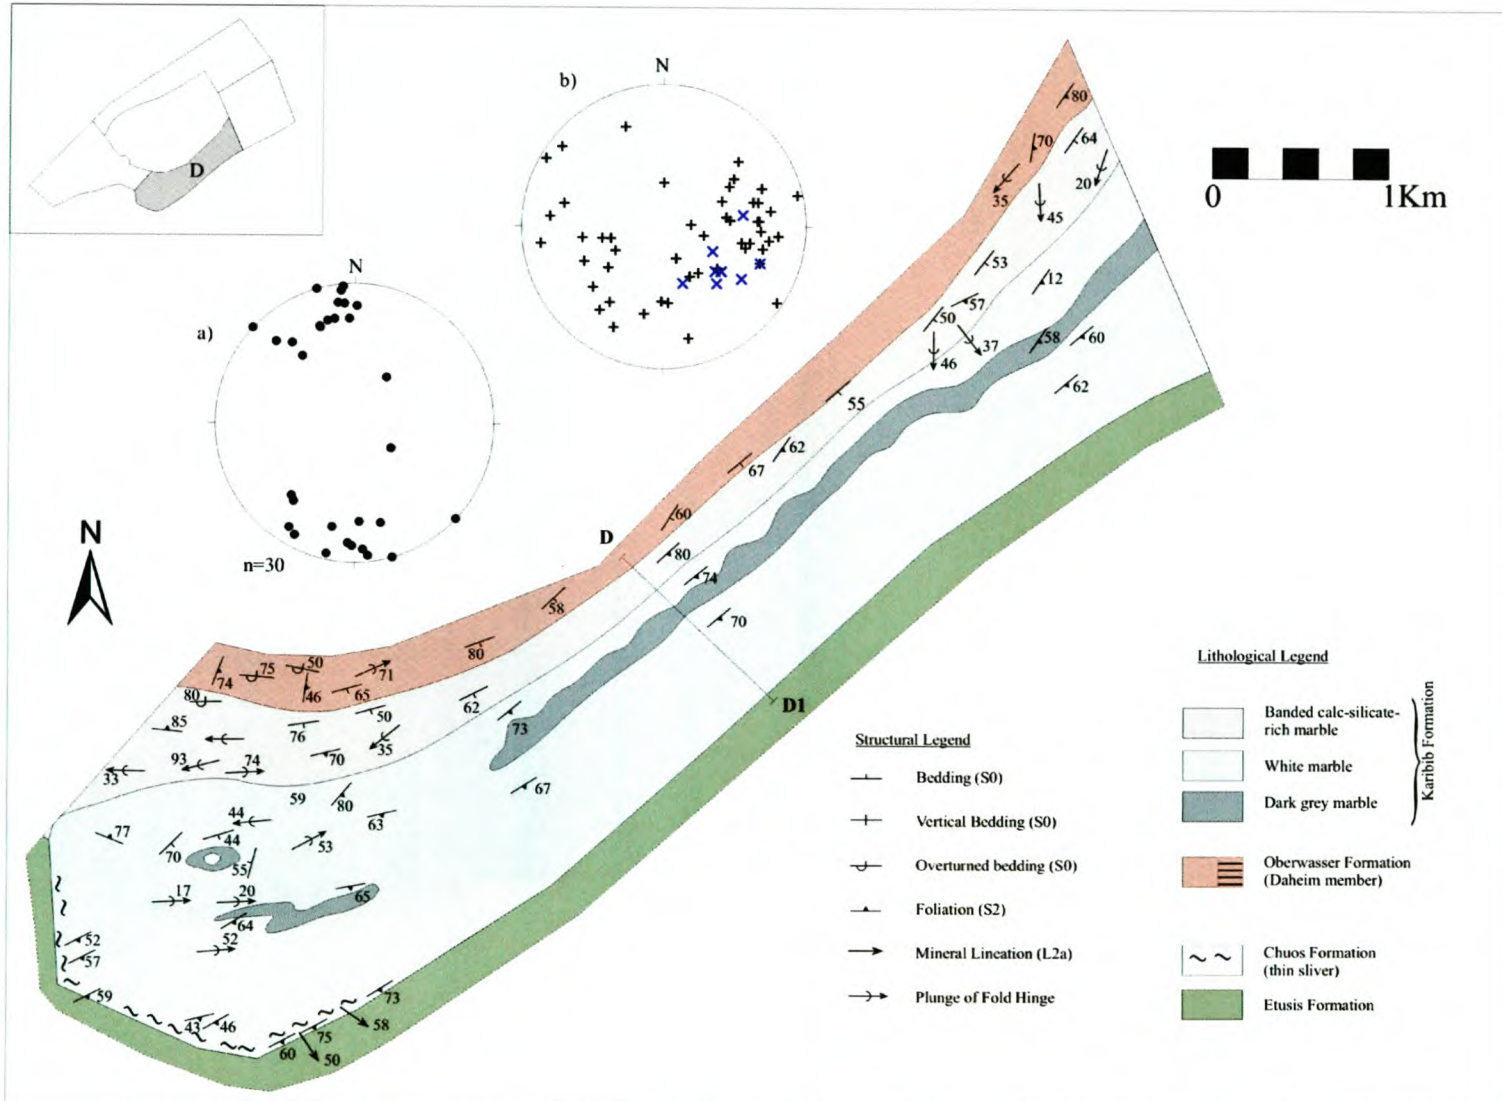 D
b)
N
a)
N
n=30
N
0
1Km
80
64
70
20
35
45
53
12
57
50
58
60
37
46
62
55
62
67
60
D
80
74
58
70
80
D1
50
75
71
74
46
65
80
50
62
85
76
35
73
70
93
74
33
59
80
67
44
63
77
44
53
70
55
17
20
65
64
52
52
57
59
73
43
46
58
75
60
50
Structural Legend
Bedding (S0)
Vertical Bedding (S0)
Overturned bedding (S0)
Foliation (S2)
Mineral Lineation (L2a)
Plunge of Fold Hinge
Lithological Legend
Banded calc-silicate-
rich marble
White marble
Dark grey marble
Karibib Formation
Oberwasser Formation
(Daheim member)
Chuos Formation
(thin sliver)
Etusis Formation